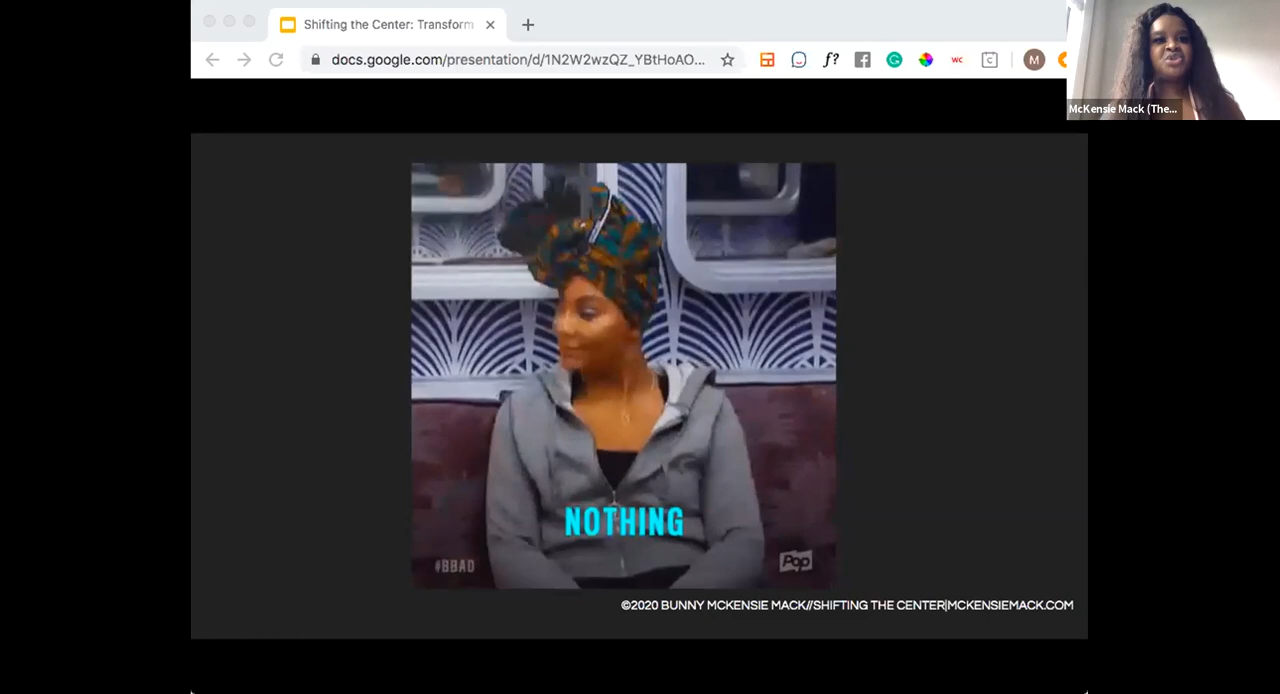 Shifting the Center: Transform
docs.google.com/presentation/d/1N2W2wzQZ_YBtHoAO...
f?
WC
C
M
McKensie Mack (The...
NOTHING
#BBAD
Pop
©2020 BUNNY MCKENSIE MACK//SHIFTING THE CENTER|MCKENSIEMACK.COM